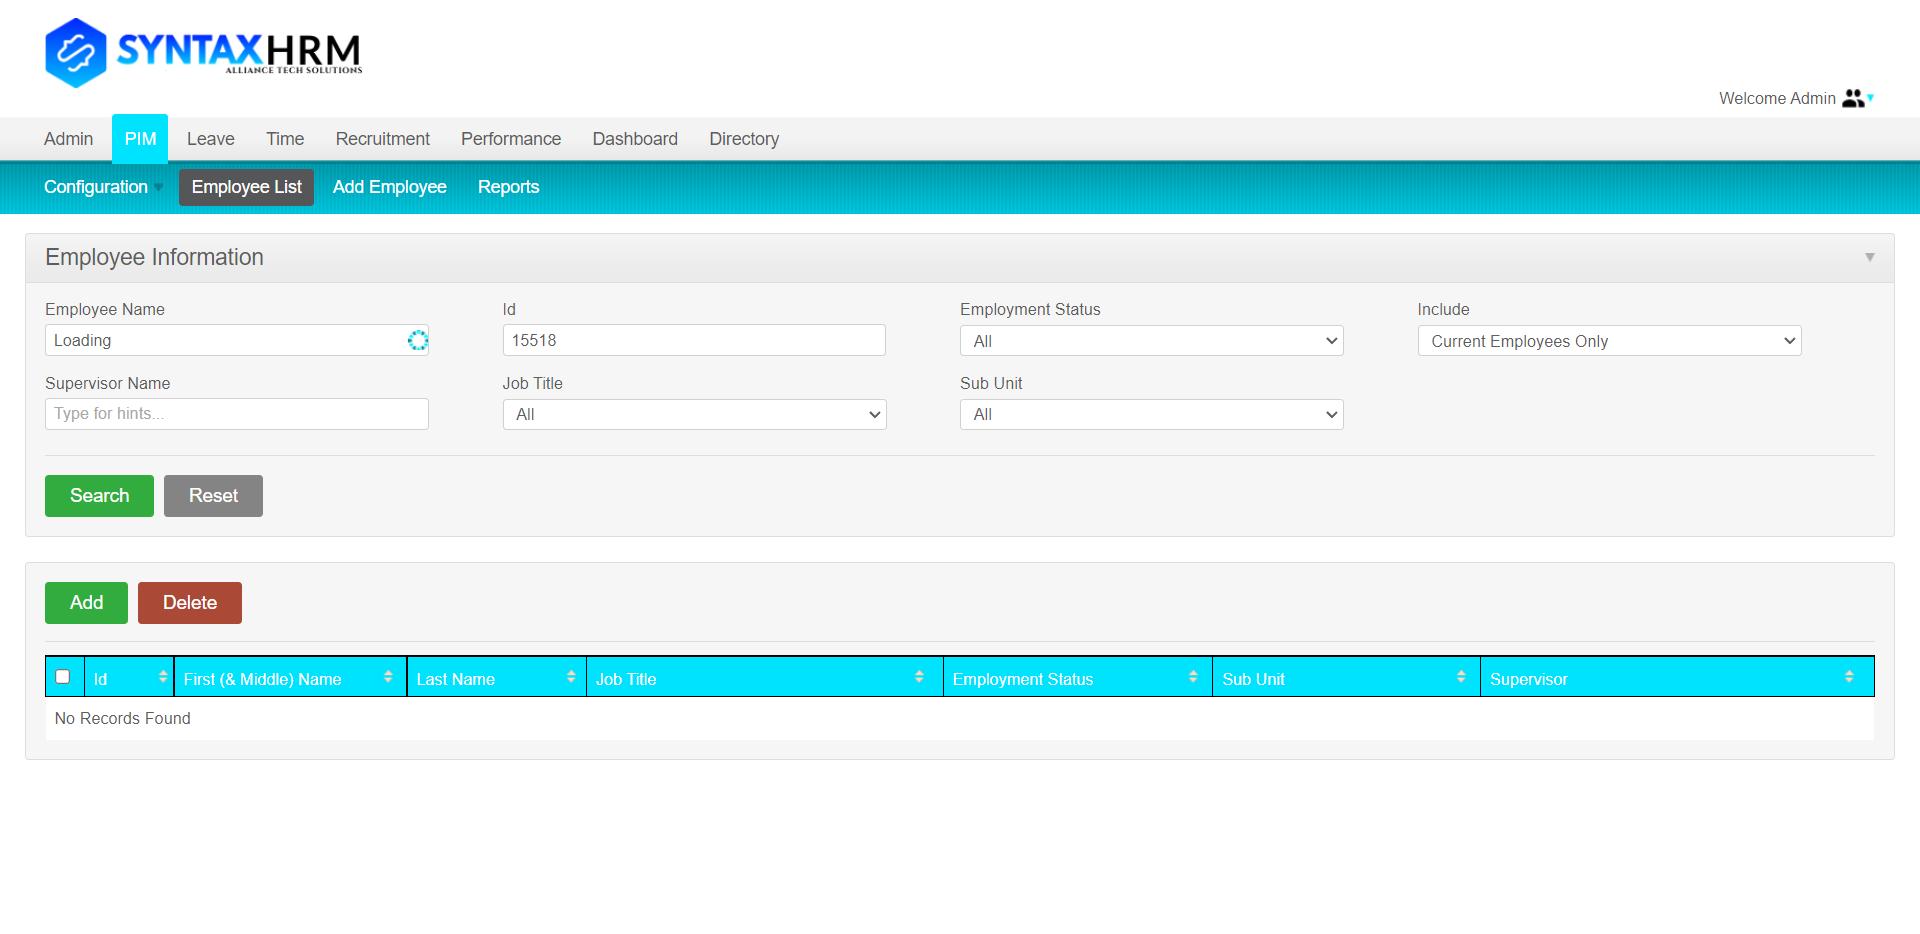 SYNTAXHRM
ALLIANCE TECH SOLUTIONS
Welcome Admin
Admin PIM Leave Time Recruitment Performance Dashboard Directory
Configuration Employee List Add Employee Reports
Employee Information
Employee Name Id Employment Status Include
Loading 15518 All Current Employees Only
Supervisor Name Job Title Sub Unit
Type for hints... All All
Search Reset
Add Delete
Id First (& Middle) Name Last Name Job Title Employment Status Sub Unit Supervisor
No Records Found